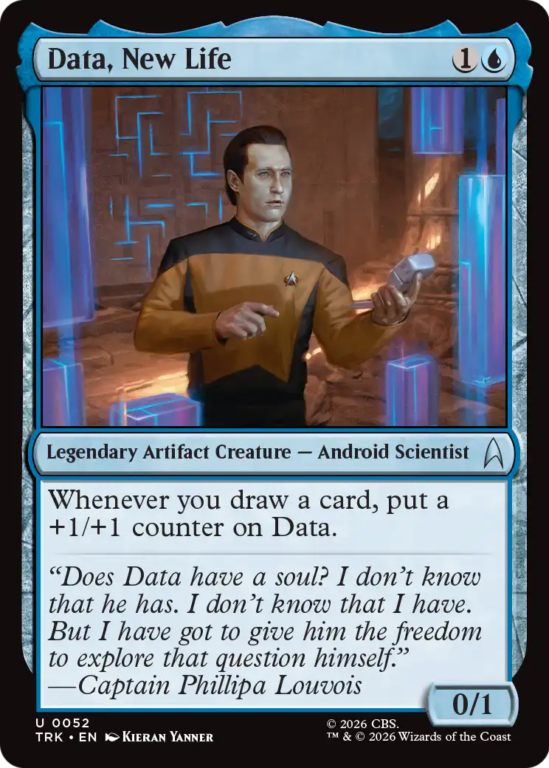 Data, New Life
1
Legendary Artifact Creature — Android Scientist
Whenever you draw a card, put a
+1/+1 counter on Data.
“Does Data have a soul? I don’t know
that he has. I don’t know that I have.
But I have got to give him the freedom
to explore that question himself.”
—Captain Phillipa Louvois
0/1
U 0052
TRK • EN KIERAN YANNER
© 2026 CBS.
™ & © 2026 Wizards of the Coast